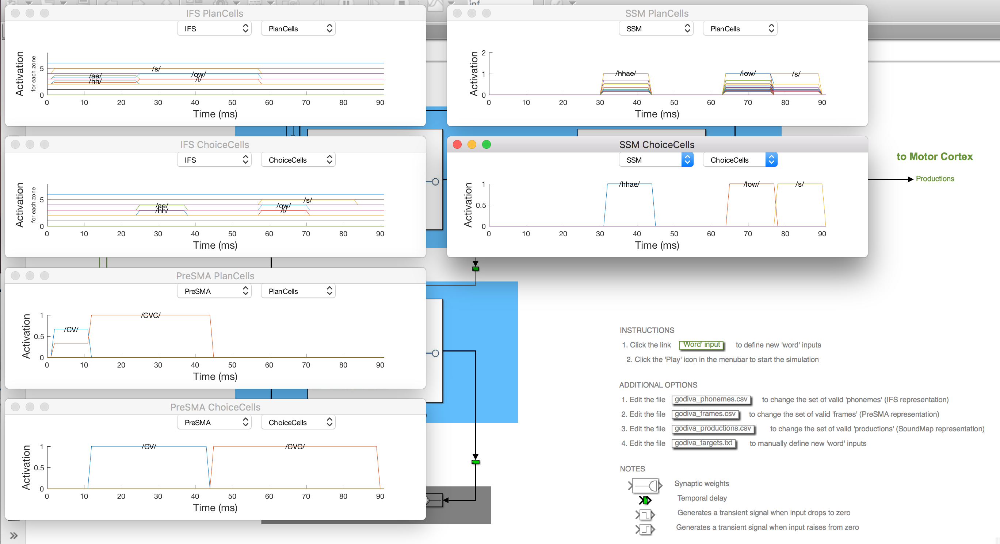 inf
IFS PlanCells
IFS PlanCells
Activation
for each zone
5
0
/s/
/ae/
/hh/
/ow/
/l/
0 10 20 30 40 50 60 70 80 90
Time (ms)
SSM PlanCells
SSM PlanCells
Activation
2
1
0
/hhae/ /low/ /s/
0 10 20 30 40 50 60 70 80 90
Time (ms)
IFS ChoiceCells
IFS ChoiceCells
Activation
for each zone
5
0
/ae/
/hh/
/s/
/ow/
/l/
0 10 20 30 40 50 60 70 80 90
Time (ms)
SSM ChoiceCells
SSM ChoiceCells
Activation
1
0.5
0
/hhae/ /low/ /s/
0 10 20 30 40 50 60 70 80 90
Time (ms)
to Motor Cortex
Productions
PreSMA PlanCells
PreSMA PlanCells
Activation
1
0.5
0
/CV/ /CVC/
0 10 20 30 40 50 60 70 80 90
Time (ms)
PreSMA ChoiceCells
PreSMA ChoiceCells
Activation
1
0.5
0
/CV/ /CVC/
0 10 20 30 40 50 60 70 80 90
Time (ms)
INSTRUCTIONS
1. Click the link 'Word' input to define new 'word' inputs
2. Click the 'Play' icon in the menubar to start the simulation
ADDITIONAL OPTIONS
1. Edit the file godiva_phonemes.csv to change the set of valid 'phonemes' (IFS representation)
2. Edit the file godiva_frames.csv to change the set of valid 'frames' (PreSMA representation)
3. Edit the file godiva_productions.csv to change the set of valid 'productions' (SoundMap representation)
4. Edit the file godiva_targets.txt to manually define new 'word' inputs
NOTES
Synaptic weights
Temporal delay
Generates a transient signal when input drops to zero
Generates a transient signal when input raises from zero